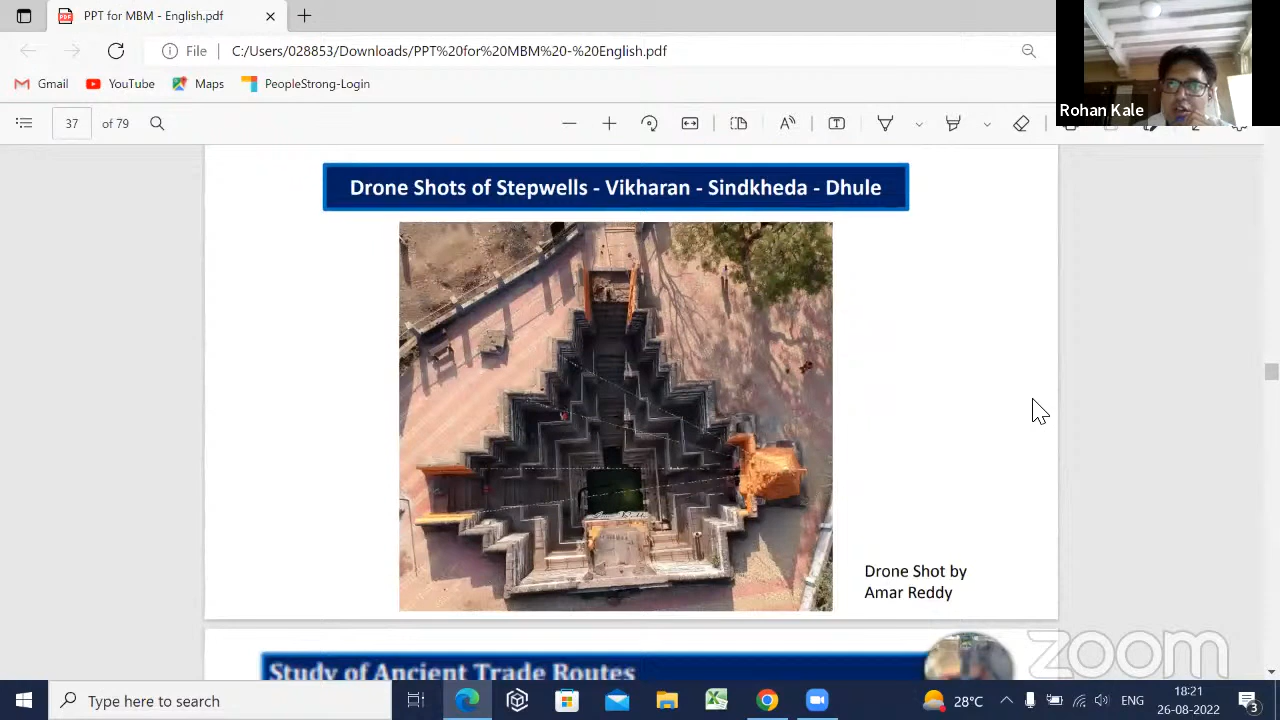 PPT for MBM - English.pdf
File
C:/Users/028853/Downloads/PPT%20for%20MBM%20-%20English.pdf
Gmail
YouTube
Maps
PeopleStrong-Login
Rohan Kale
37
of 79
Drone Shots of Stepwells - Vikharan - Sindkheda - Dhule
Drone Shot by
Amar Reddy
Study of Ancient Trade Routes
zoom
Type here to search
28°C
ENG
18:21
26-08-2022
3